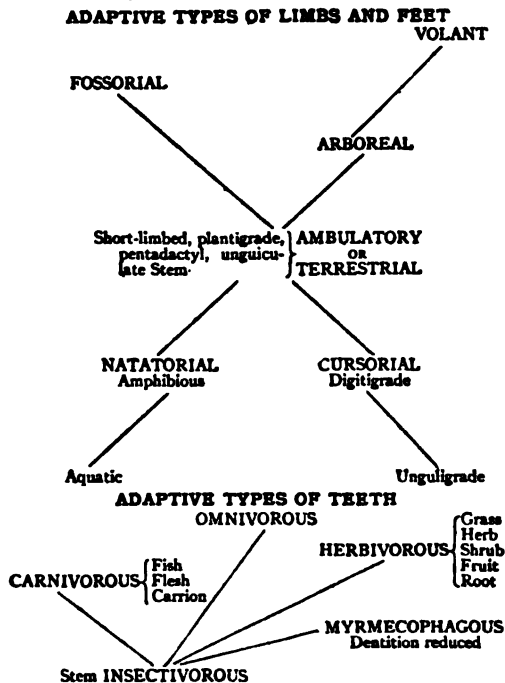 ADAPTIVE TYPES OF LIMBS AND FEET
VOLANT
FOSSORIAL
ARBOREAL
Short-limbed, plantigrade,
pentadactyl, unguicu-
late Stem.
AMBULATORY
OR
TERRESTRIAL
NATATORIAL
Amphibious
CURSORIAL
Digitigrade
Aquatic
Unguligrade
ADAPTIVE TYPES OF TEETH
OMNIVOROUS
HERBIVOROUS
Grass
Herb
Shrub
Fruit
Root
CARNIVOROUS
Fish
Flesh
Carrion
MYRMECOPHAGOUS
Dentition reduced
Stem INSECTIVOROUS